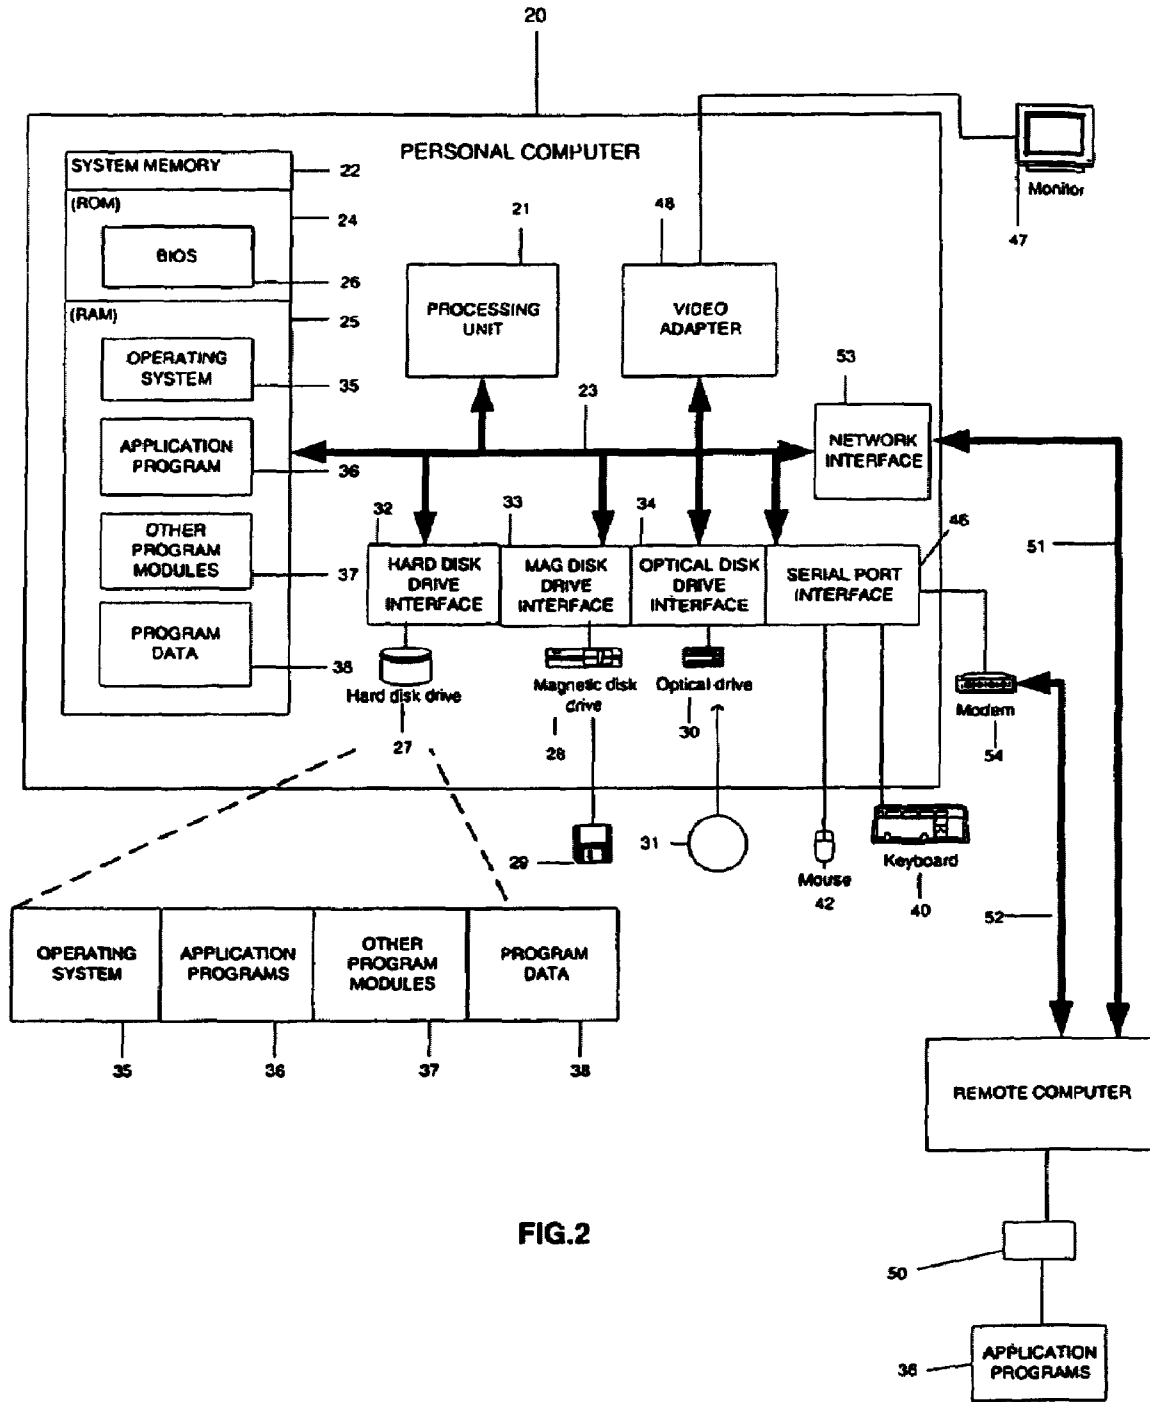 20
PERSONAL COMPUTER
SYSTEM MEMORY
22
(ROM)
24
BIOS
26
(RAM)
25
OPERATING
SYSTEM
35
APPLICATION
PROGRAM
36
OTHER
PROGRAM
MODULES
37
PROGRAM
DATA
38
21
PROCESSING
UNIT
48
VIDEO
ADAPTER
Monitor
47
23
53
NETWORK
INTERFACE
32
HARD DISK
DRIVE
INTERFACE
33
MAG DISK
DRIVE
INTERFACE
34
OPTICAL DISK
DRIVE
INTERFACE
46
SERIAL PORT
INTERFACE
51
Hard disk drive
27
Magnetic disk
drive
28
Optical drive
30
Modem
54
29
31
Mouse
42
Keyboard
40
52
OPERATING
SYSTEM
35
APPLICATION
PROGRAMS
36
OTHER
PROGRAM
MODULES
37
PROGRAM
DATA
38
REMOTE COMPUTER
50
APPLICATION
PROGRAMS
36
FIG.2